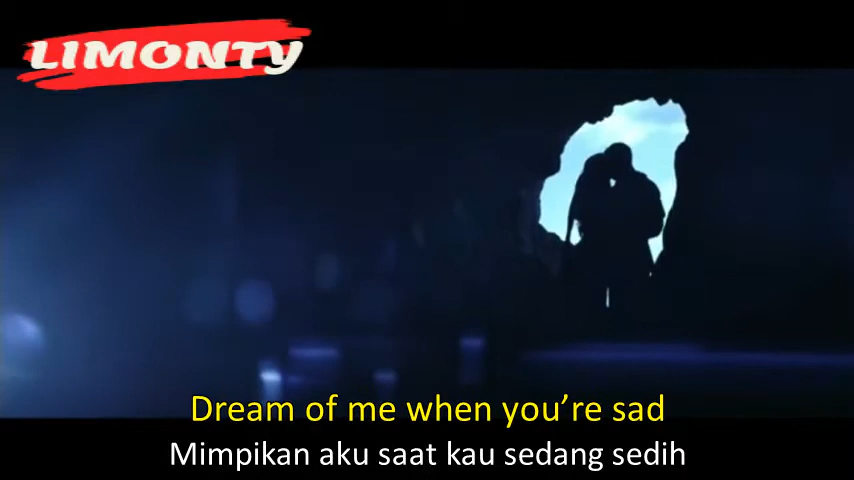 LIMONTY
Dream of me when you're sad
Mimpikan aku saat kau sedang sedih